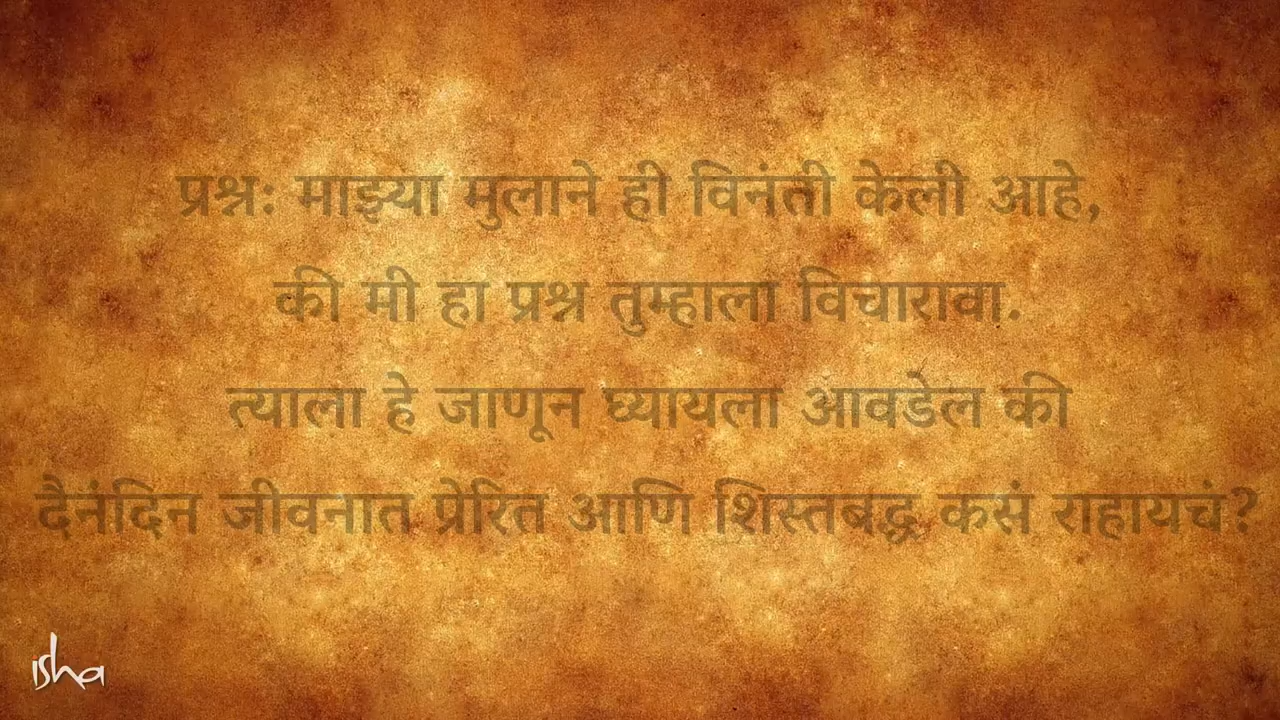 प्रश्न: माझ्या मुलाने ही विनंती केली आहे,
की मी हा प्रश्न तुम्हाला विचारावा.
त्याला हे जाणून घ्यायला आवडेल की
दैनंदिन जीवनात प्रेरित आणि शिस्तबद्ध कसं राहायचं?
isha